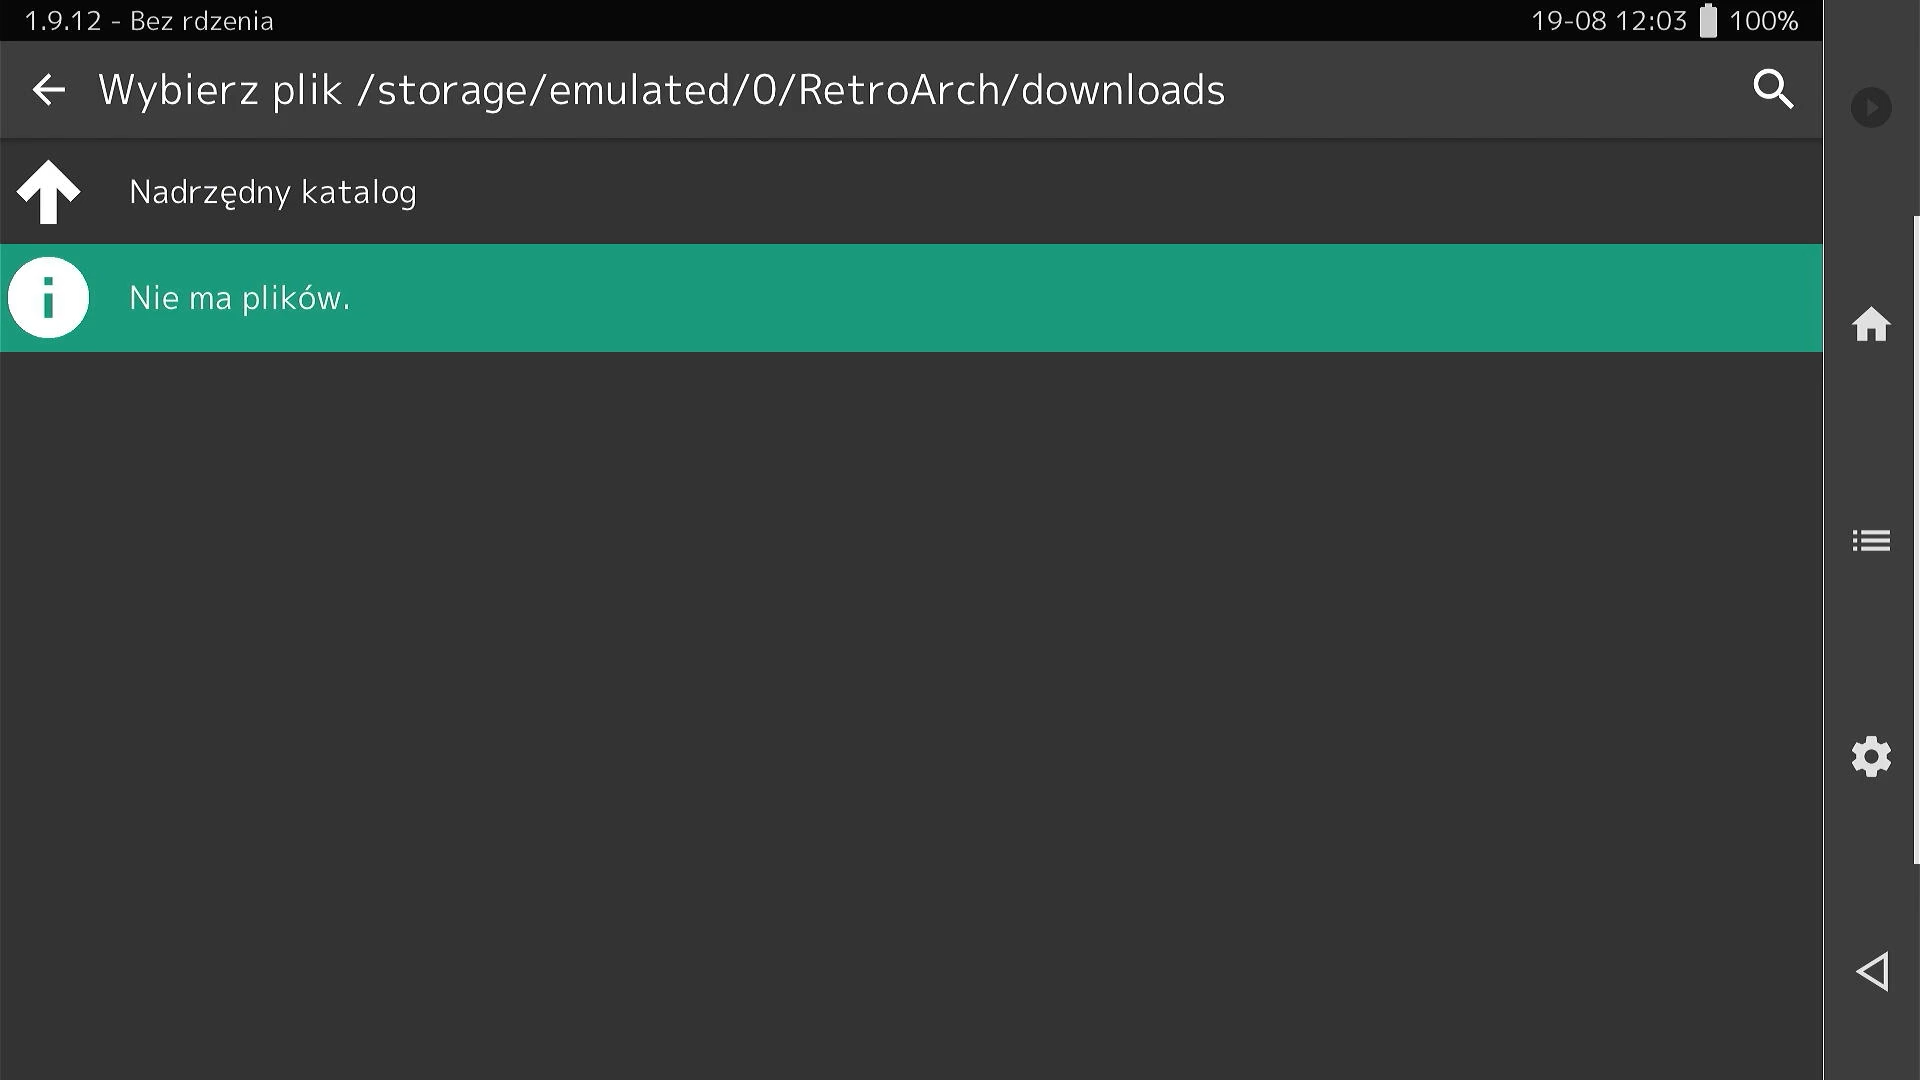 1.9.12 - Bez rdzenia
19-08 12:03 100%
Wybierz plik /storage/emulated/0/RetroArch/downloads
Nadrzędny katalog
Nie ma plików.